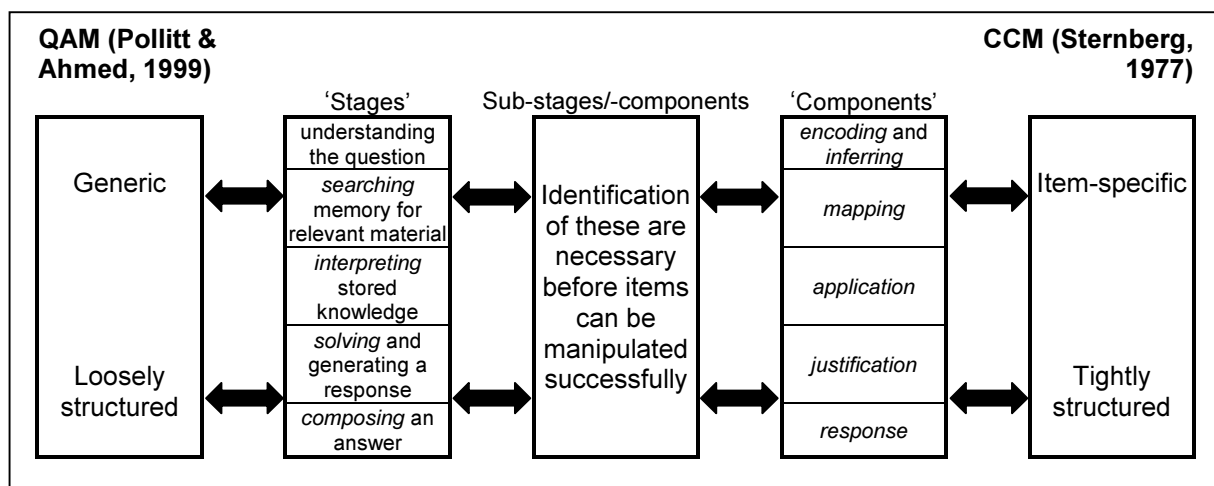 QAM (Pollitt &
Ahmed, 1999)
CCM (Sternberg,
1977)
‘Stages’
Sub-stages/-components
‘Components’
Generic
Loosely
structured
understanding
the question
searching
memory for
relevant material
interpreting
stored
knowledge
solving and
generating a
response
composing an
answer
Identification
of these are
necessary
before items
can be
manipulated
successfully
encoding and
inferring
mapping
application
justification
response
Item-specific
Tightly
structured